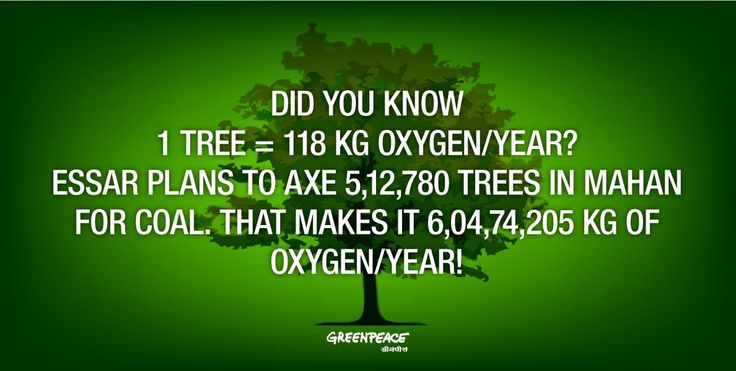 DID YOU KNOW
1 TREE = 118 KG OXYGEN/YEAR?
ESSAR PLANS TO AXE 5,12,780 TREES IN MAHAN
FOR COAL. THAT MAKES IT 6,04,74,205 KG OF
OXYGEN/YEAR!
GREENPEACE
ग्रीनपीस